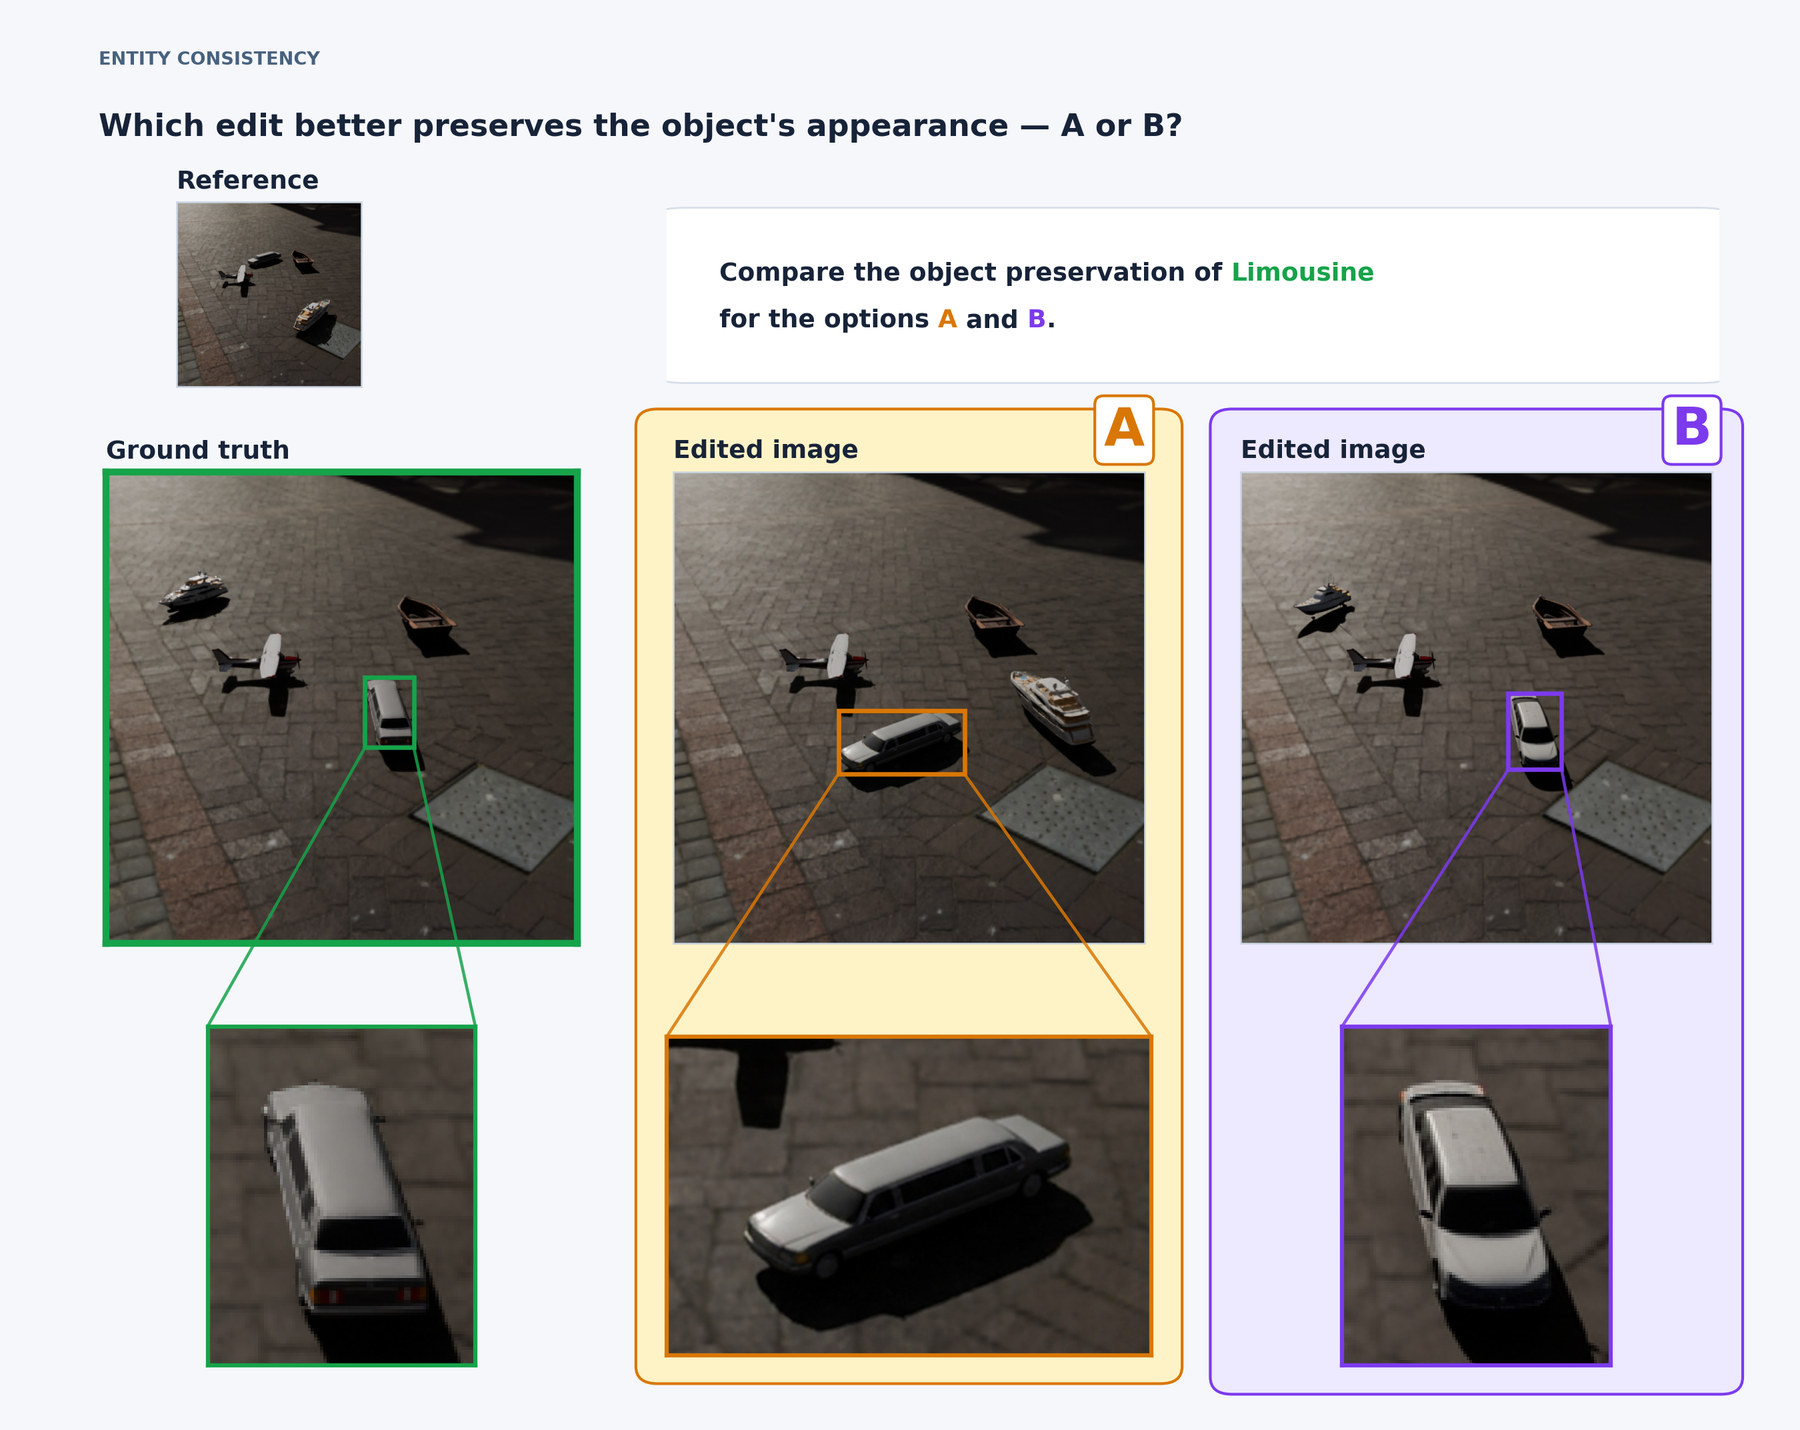 ENTITY CONSISTENCY
Which edit better preserves the object's appearance — A or B?
Reference
Compare the object preservation of Limousine
for the options A and B.
Ground truth
Edited image
A
Edited image
B